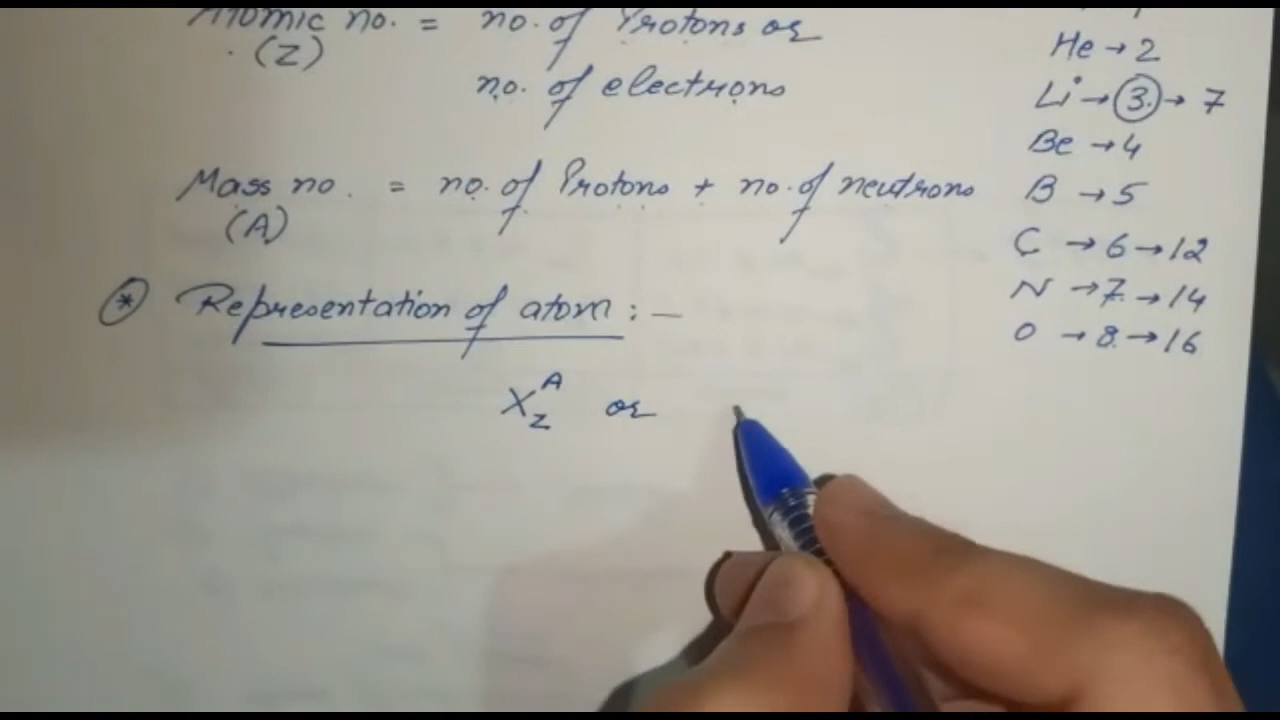 Atomic no. = no. of Protons or
(Z)
no. of electrons
Mass no. = no. of Protons + no. of neutrons
(A)
* Representation of atom : —
X A Z or
He → 2
Li → 3 → 7
Be → 4
B → 5
C → 6 → 12
N → 7 → 14
O → 8 → 16